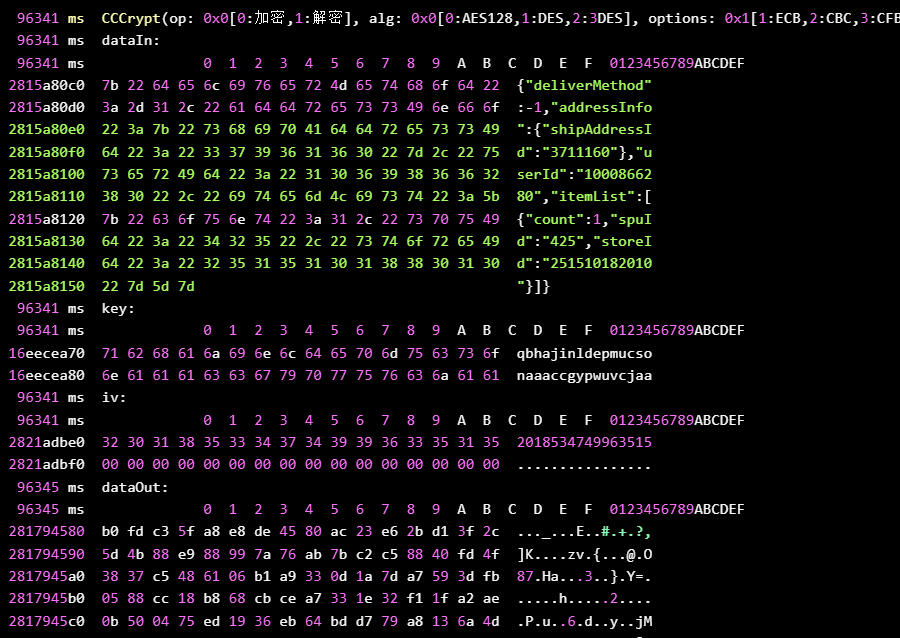 96341 ms  CCCrypt(op: 0x0[0:加密,1:解密], alg: 0x0[0:AES128,1:DES,2:3DES], options: 0x1[1:ECB,2:CBC,3:CFB
96341 ms  dataIn:
96341 ms              0  1  2  3  4  5  6  7  8  9  A  B  C  D  E  F  0123456789ABCDEF
2815a80c0  7b 22 64 65 6c 69 76 65 72 4d 65 74 68 6f 64 22  {"deliverMethod"
2815a80d0  3a 2d 31 2c 22 61 64 64 72 65 73 73 49 6e 66 6f  :-1,"addressInfo
2815a80e0  22 3a 7b 22 73 68 69 70 41 64 64 72 65 73 73 49  ":{"shipAddressI
2815a80f0  64 22 3a 22 33 37 39 36 31 36 30 22 7d 2c 22 75  d":"3711160"},"u
2815a8100  73 65 72 49 64 22 3a 22 31 30 36 39 38 36 36 32  serId":"10008662
2815a8110  38 30 22 2c 22 69 74 65 6d 4c 69 73 74 22 3a 5b  80","itemList":[
2815a8120  7b 22 63 6f 75 6e 74 22 3a 31 2c 22 73 70 75 49  {"count":1,"spuI
2815a8130  64 22 3a 22 34 32 35 22 2c 22 73 74 6f 72 65 49  d":"425","storeI
2815a8140  64 22 3a 22 32 35 31 35 31 30 31 38 38 30 31 30  d":"251510182010
2815a8150  22 7d 5d 7d                                      "}]}
96341 ms  key:
96341 ms              0  1  2  3  4  5  6  7  8  9  A  B  C  D  E  F  0123456789ABCDEF
16eecea70  71 62 68 61 6a 69 6e 6c 64 65 70 6d 75 63 73 6f  qbhajinldepmucso
16eecea80  6e 61 61 61 63 63 67 79 70 77 75 76 63 6a 61 61  naaaccgypwuvcjaa
96341 ms  iv:
96341 ms              0  1  2  3  4  5  6  7  8  9  A  B  C  D  E  F  0123456789ABCDEF
2821adbe0  32 30 31 38 35 33 34 37 34 39 39 36 33 35 31 35  2018534749963515
2821adbf0  00 00 00 00 00 00 00 00 00 00 00 00 00 00 00 00  ................
96345 ms  dataOut:
96345 ms              0  1  2  3  4  5  6  7  8  9  A  B  C  D  E  F  0123456789ABCDEF
281794580  b0 fd c3 5f a8 e8 de 45 80 ac 23 e6 2b d1 3f 2c  ..._...E..#.+.?,
281794590  5d 4b 88 e9 88 99 7a 76 ab 7b c2 c5 88 40 fd 4f  ]K....zv.{...@.O
2817945a0  38 37 c5 48 61 06 b1 a9 33 0d 1a 7d a7 59 3d fb  87.Ha...3..}.Y=.
2817945b0  05 88 cc 18 b8 68 cb ce a7 33 1e 32 f1 1f a2 ae  .....h.....2....
2817945c0  0b 50 04 75 ed 19 36 eb 64 bd d7 79 a8 13 6a 4d  .P.u..6.d..y..jM